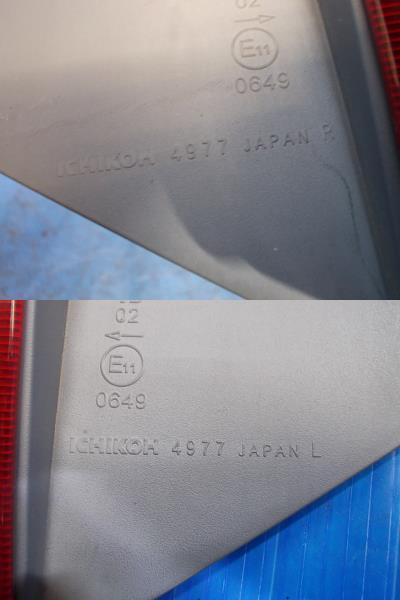 02
E11
0649
ICHIKOH 4977 JAPAN R
02
E11
0649
ICHIKOH 4977 JAPAN L